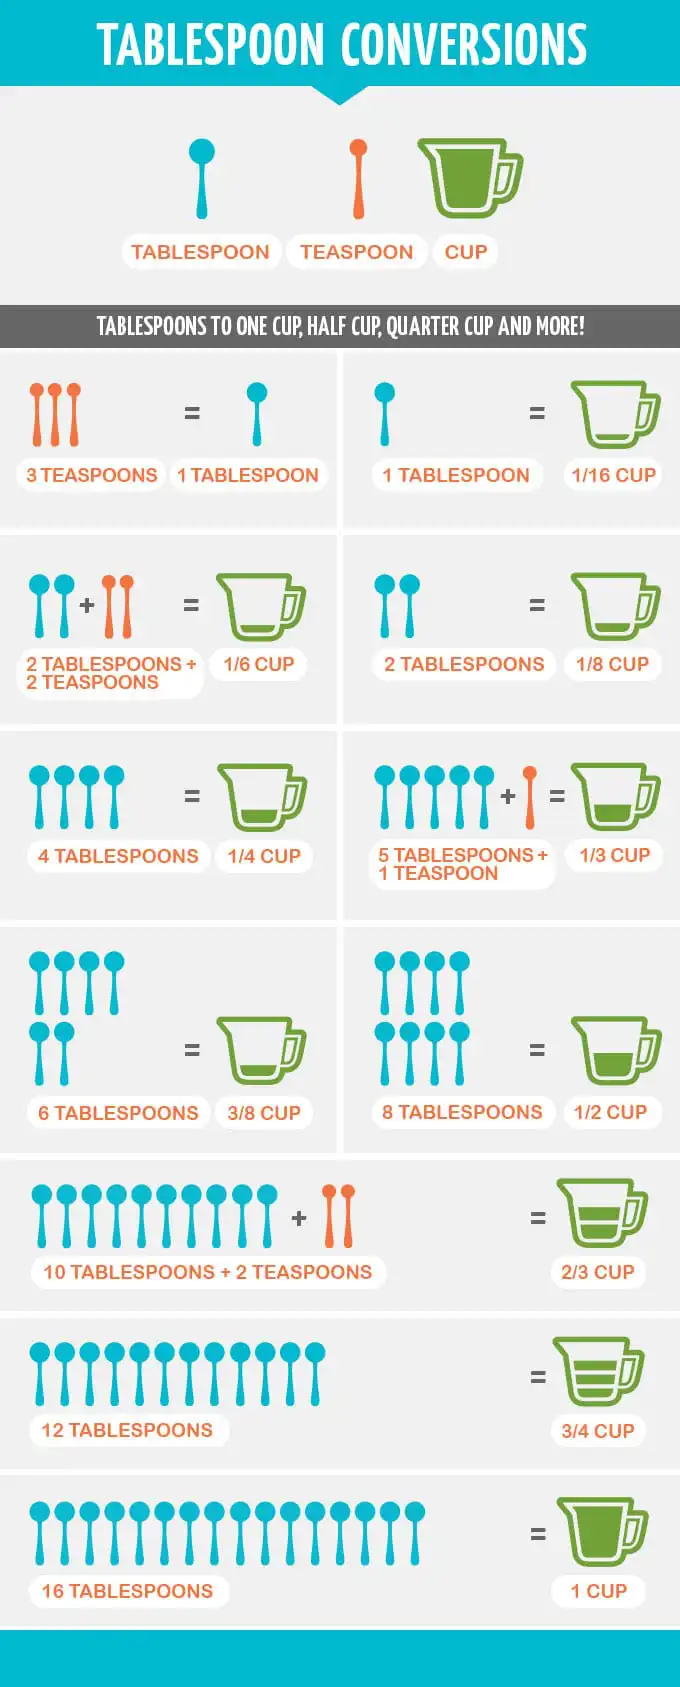 TABLESPOON CONVERSIONS
TABLESPOON
TEASPOON
CUP
TABLESPOONS TO ONE CUP, HALF CUP, QUARTER CUP AND MORE!
=
3 TEASPOONS
1 TABLESPOON
=
1 TABLESPOON
1/16 CUP
+ =
2 TABLESPOONS +
2 TEASPOONS
1/6 CUP
=
2 TABLESPOONS
1/8 CUP
=
4 TABLESPOONS
1/4 CUP
+ =
5 TABLESPOONS +
1 TEASPOON
1/3 CUP
=
6 TABLESPOONS
3/8 CUP
=
8 TABLESPOONS
1/2 CUP
+ =
10 TABLESPOONS + 2 TEASPOONS
2/3 CUP
=
12 TABLESPOONS
3/4 CUP
=
16 TABLESPOONS
1 CUP